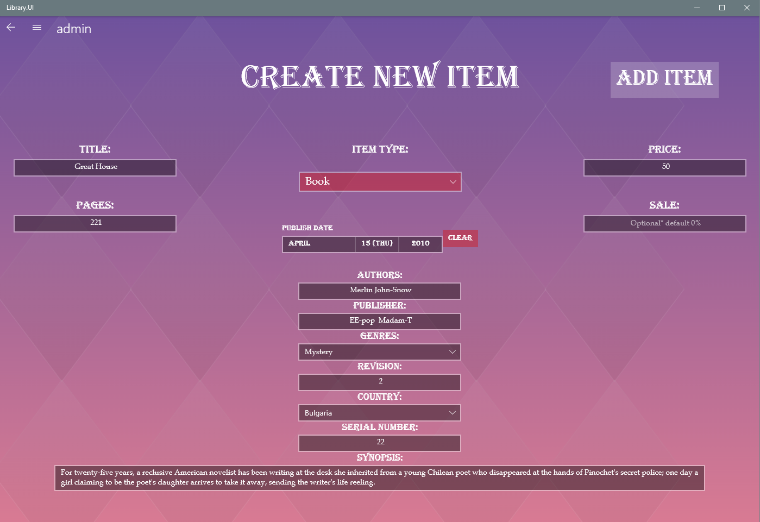 Library.UI
admin
CREATE NEW ITEM
ADD ITEM
TITLE:
Great House
PAGES:
221
ITEM TYPE:
Book
PRICE:
50
SALE:
Optional* default 0%
PUBLISH DATE
APRIL 15 (THU) 2010
CLEAR
AUTHORS:
Merlin John-Snow
PUBLISHER:
EE-pop Madam-T
GENRES:
Mystery
REVISION:
2
COUNTRY:
Bulgaria
SERIAL NUMBER:
22
SYNOPSIS:
For twenty-five years, a reclusive American novelist has been writing at the desk she inherited from a young Chilean poet who disappeared at the hands of Pinochet's secret police; one day a
girl claiming to be the poet's daughter arrives to take it away, sending the writer's life reeling.